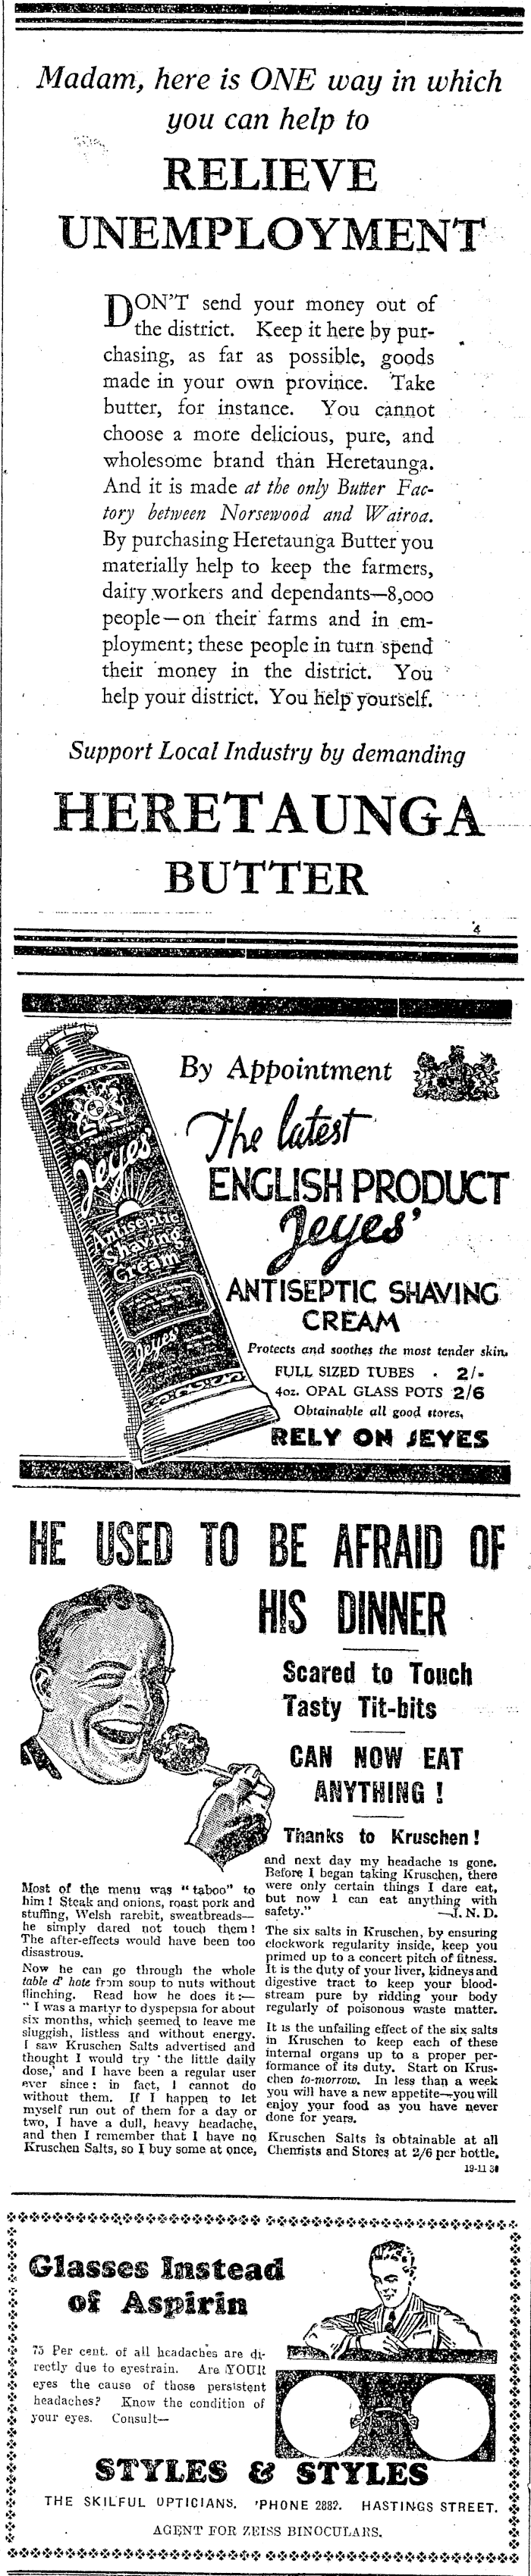 Madam, here is ONE way in which
you can help to
RELIEVE
UNEMPLOYMENT
DON'T send your money out of
the district. Keep it here by pur-
chasing, as far as possible, goods
made in your own province. Take
butter, for instance. You cannot
choose a more delicious, pure, and
wholesome brand than Heretaunga.
And it is made at the only Butter Fac-
tory between Norsewood and Wairoa.
By purchasing Heretaunga Butter you
materially help to keep the farmers,
dairy workers and dependants—8,000
people—on their farms and in em-
ployment; these people in turn spend
their money in the district. You
help your district. You help yourself.
Support Local Industry by demanding
HERETAUNGA
BUTTER
4
By Appointment
The latest
ENGLISH PRODUCT
Jeyes'
ANTISEPTIC SHAVING
CREAM
Protects and soothes the most tender skin.
FULL SIZED TUBES . 2/-
4oz. OPAL GLASS POTS 2/6
Obtainable all good stores,
RELY ON JEYES
Jeyes'
Antiseptic
Shaving
Cream
Jeyes'
HE USED TO BE AFRAID OF
HIS DINNER
Scared to Touch
Tasty Tit-bits
CAN NOW EAT
ANYTHING !
Thanks to Kruschen !
Most of the menu was "taboo" to
him ! Steak and onions, roast pork and
stuffing, Welsh rarebit, sweatbreads—
he simply dared not touch them !
The after-effects would have been too
disastrous.
Now he can go through the whole
table d' hote from soup to nuts without
flinching. Read how he does it :—
" I was a martyr to dyspepsia for about
six months, which seemed to leave me
sluggish, listless and without energy.
I saw Kruschen Salts advertised and
thought I would try ' the little daily
dose,' and I have been a regular user
ever since : in fact, I cannot do
without them. If I happen to let
myself run out of them for a day or
two, I have a dull, heavy headache,
and then I remember that I have no
Kruschen Salts, so I buy some at once,
and next day my headache is gone.
Before I began taking Kruschen, there
were only certain things I dare eat,
but now I can eat anything with
safety." —J. N. D.
The six salts in Kruschen, by ensuring
clockwork regularity inside, keep you
primed up to a concert pitch of fitness.
It is the duty of your liver, kidneys and
digestive tract to keep your blood-
stream pure by ridding your body
regularly of poisonous waste matter.
It is the unfailing effect of the six salts
in Kruschen to keep each of these
internal organs up to a proper per-
formance of its duty. Start on Krus-
chen to-morrow. In less than a week
you will have a new appetite—you will
enjoy your food as you have never
done for years.
Kruschen Salts is obtainable at all
Chemists and Stores at 2/6 per bottle.
19-11 30
Glasses Instead
of Aspirin
75 Per cent. of all headaches are di-
rectly due to eyestrain. Are YOUR
eyes the cause of those persistent
headaches? Know the condition of
your eyes. Consult—
STYLES & STYLES
THE SKILFUL OPTICIANS. 'PHONE 2882. HASTINGS STREET.
AGENT FOR ZEISS BINOCULARS.